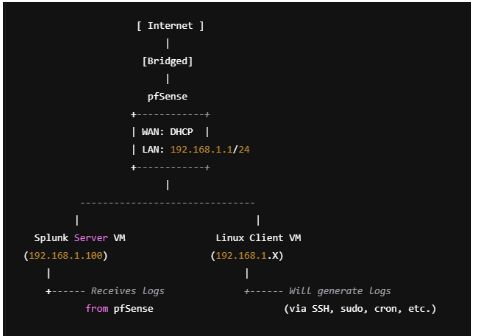 [ Internet ]
|
[Bridged]
|
pfSense
+------------+
| WAN: DHCP  |
| LAN: 192.168.1.1/24
+------------+
|
-------------------------------
|                                |
Splunk Server VM                Linux Client VM
(192.168.1.100)                (192.168.1.X)
|                              |
+------ Receives Logs          +------ Will generate logs
from pfSense                (via SSH, sudo, cron, etc.)